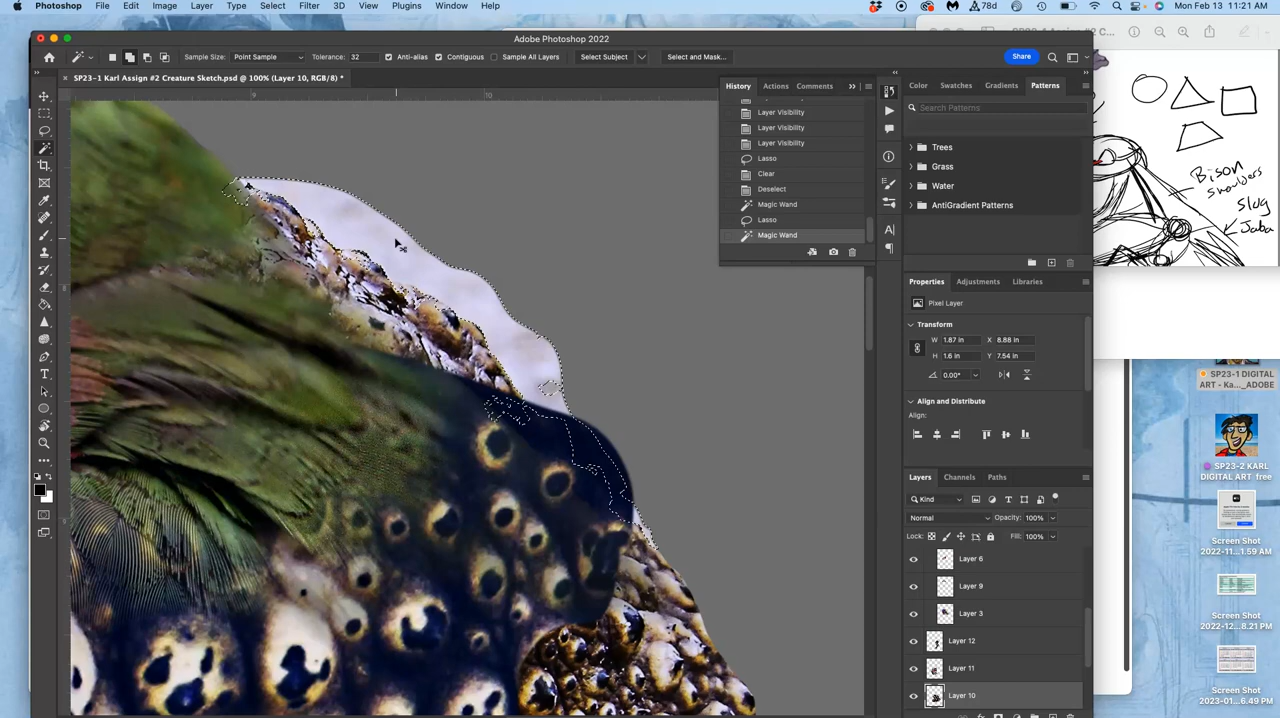 Photoshop File Edit Image Layer Type Select Filter 3D View Plugins Window Help 78d Mon Feb 13 11:21 AM
Adobe Photoshop 2022
Sample Size: Point Sample Tolerance: 32 Anti-alias Contiguous Sample All Layers Select Subject Select and Mask... Share
× SP23-1 Karl Assign #2 Creature Sketch.psd @ 100% (Layer 10, RGB/8) *
9 10
8
9
History Actions Comments
Layer Visibility
Layer Visibility
Layer Visibility
Lasso
Clear
Deselect
Magic Wand
Lasso
Magic Wand
Color Swatches Gradients Patterns
Search Patterns
Trees
Grass
Water
AntiGradient Patterns
Properties Adjustments Libraries
Pixel Layer
Transform
W 1.87 in X 8.88 in
H 1.6 in Y 7.54 in
0.00°
Align and Distribute
Align:
Layers Channels Paths
Kind
Normal Opacity: 100%
Lock: Fill: 100%
Layer 6
Layer 9
Layer 3
Layer 12
Layer 11
Layer 10
Bison
shoulders
slug
Jaba
SP23-1 DIGITAL
ART - Ka..._ADOBE
SP23-2 KARL
DIGITAL ART free
Screen Shot
2022-11...1.59 AM
Screen Shot
2022-12...8.21 PM
Screen Shot
2023-01...6.49 PM